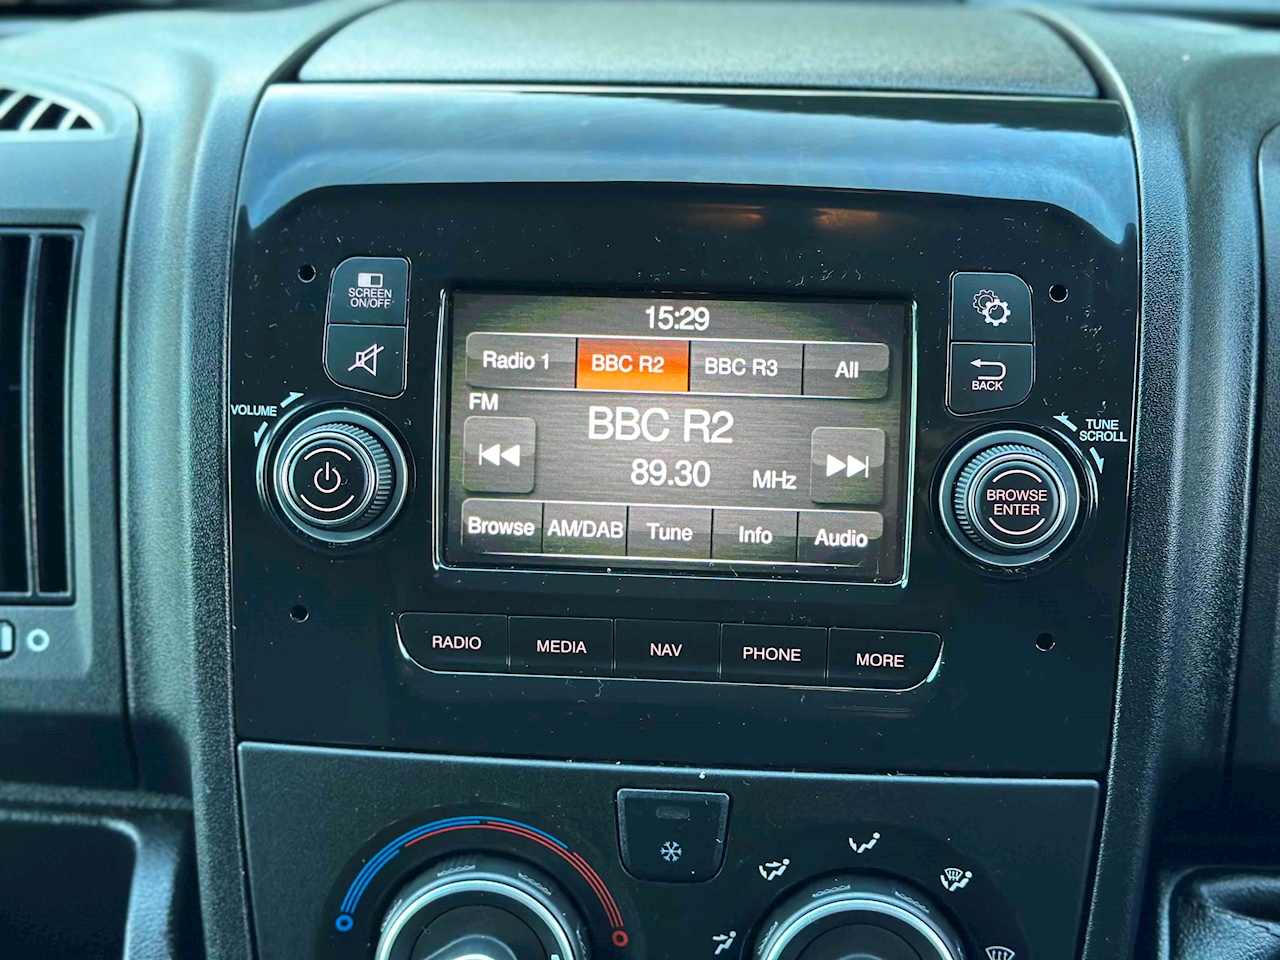 SCREEN
ON/OFF
VOLUME
15:29
Radio 1 BBC R2 BBC R3 All
FM
BBC R2
89.30 MHz
Browse AM/DAB Tune Info Audio
BACK
TUNE
SCROLL
BROWSE
ENTER
RADIO MEDIA NAV PHONE MORE